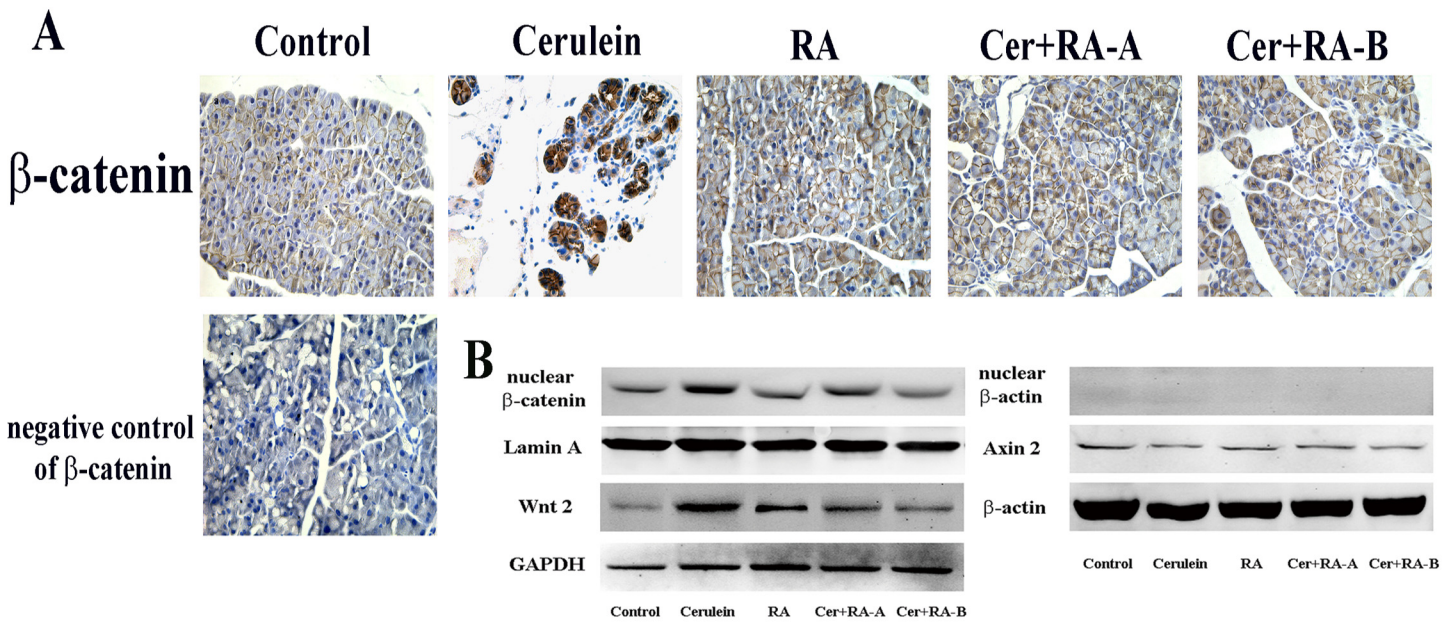 A
Control
Cerulein
RA
Cer+RA-A
Cer+RA-B
β-catenin
negative control
of β-catenin
B
nuclear
β-catenin
Lamin A
Wnt 2
GAPDH
Control
Cerulein
RA
Cer+RA-A
Cer+RA-B
nuclear
β-actin
Axin 2
β-actin
Control
Cerulein
RA
Cer+RA-A
Cer+RA-B